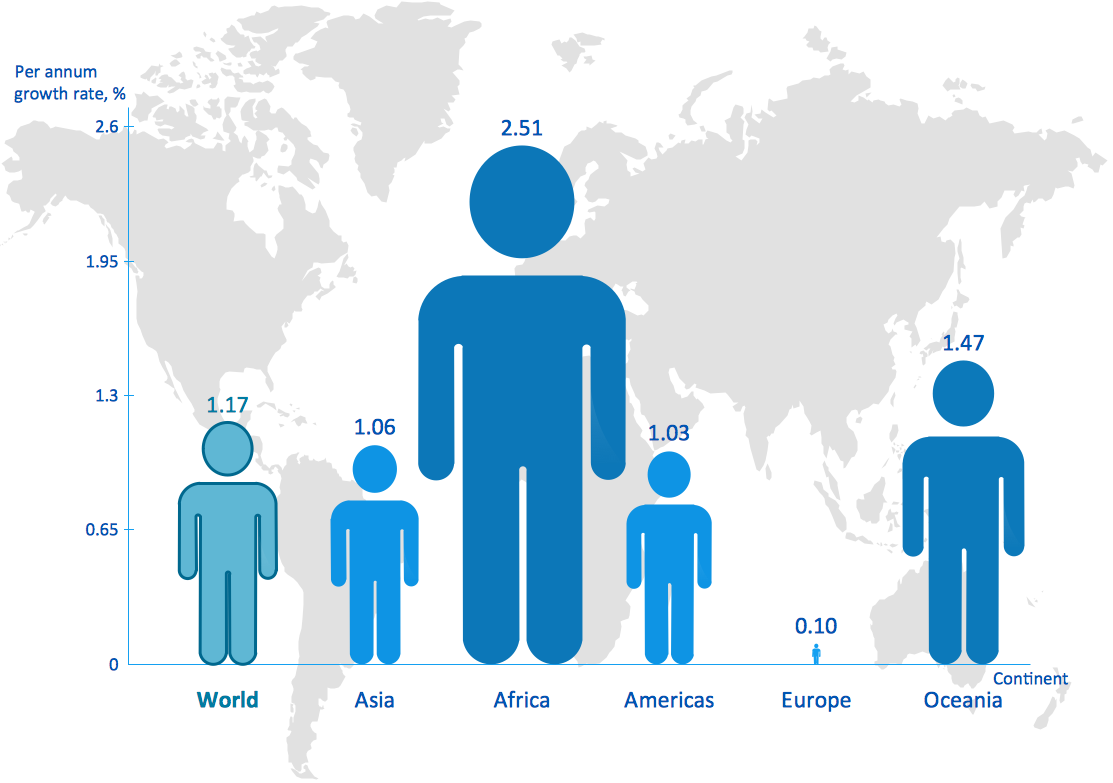 Per annum
growth rate, %
2.6
1.95
1.3
0.65
0
1.17
1.06
2.51
1.03
0.10
1.47
World
Asia
Africa
Americas
Europe
Oceania
Continent